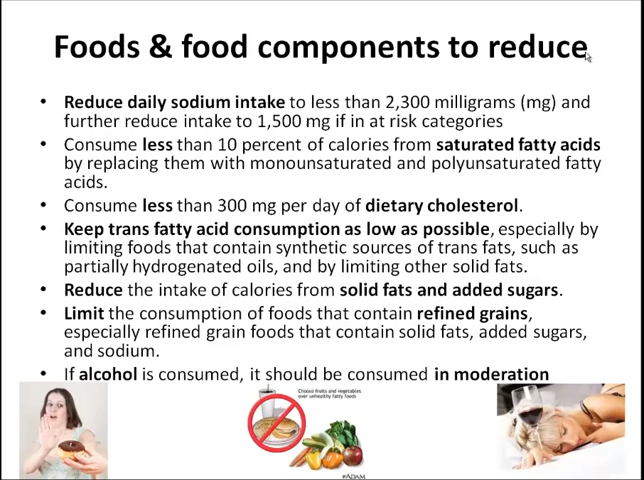 Foods & food components to reduce
• Reduce daily sodium intake to less than 2,300 milligrams (mg) and
further reduce intake to 1,500 mg if in at risk categories
• Consume less than 10 percent of calories from saturated fatty acids
by replacing them with monounsaturated and polyunsaturated fatty
acids.
• Consume less than 300 mg per day of dietary cholesterol.
• Keep trans fatty acid consumption as low as possible, especially by
limiting foods that contain synthetic sources of trans fats, such as
partially hydrogenated oils, and by limiting other solid fats.
• Reduce the intake of calories from solid fats and added sugars.
• Limit the consumption of foods that contain refined grains,
especially refined grain foods that contain solid fats, added sugars,
and sodium.
• If alcohol is consumed, it should be consumed in moderation
Choose fruits and vegetables
over unhealthy fatty foods
ADAM